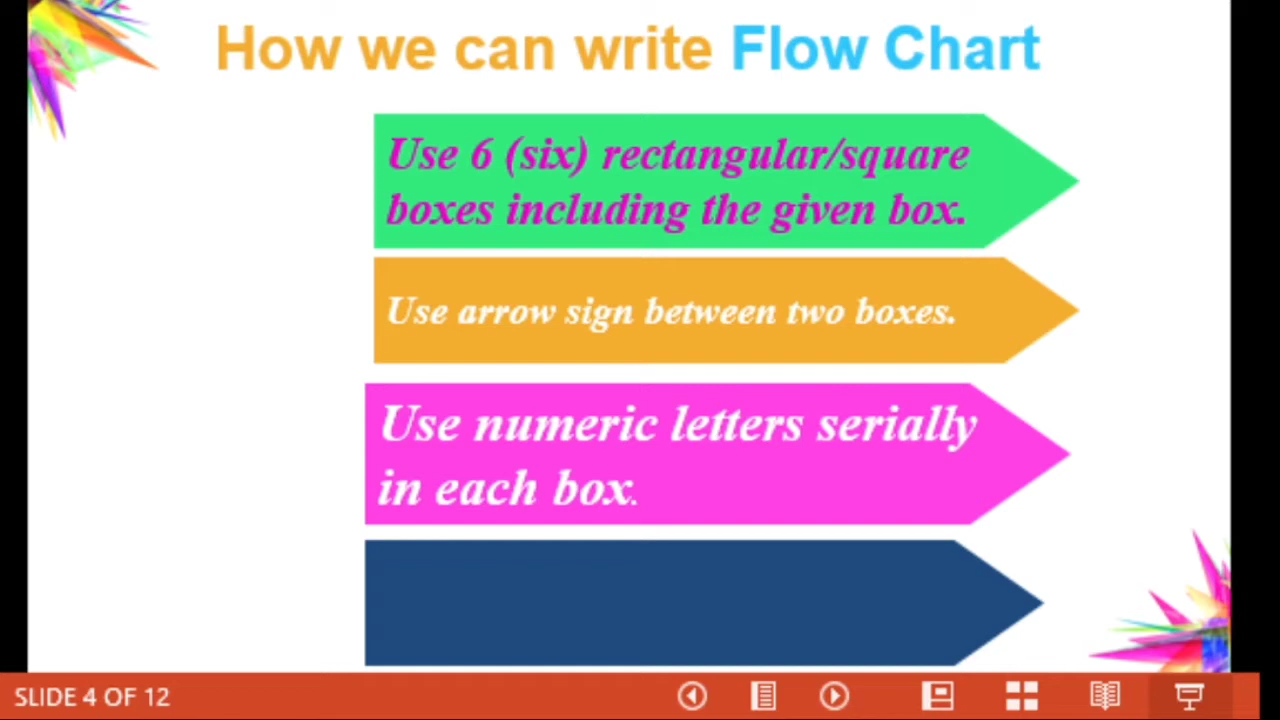 How we can write Flow Chart
Use 6 (six) rectangular/square
boxes including the given box.
Use arrow sign between two boxes.
Use numeric letters serially
in each box.
SLIDE 4 OF 12